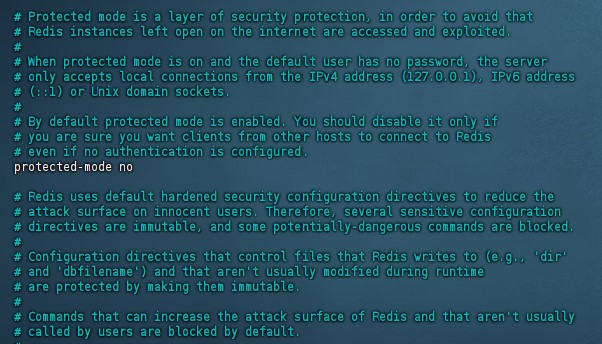 # Protected mode is a layer of security protection, in order to avoid that
# Redis instances left open on the internet are accessed and exploited.
#
# When protected mode is on and the default user has no password, the server
# only accepts local connections from the IPv4 address (127.0.0.1), IPv6 address
# (::1) or Unix domain sockets.
#
# By default protected mode is enabled. You should disable it only if
# you are sure you want clients from other hosts to connect to Redis
# even if no authentication is configured.
protected-mode no
# Redis uses default hardened security configuration directives to reduce the
# attack surface on innocent users. Therefore, several sensitive configuration
# directives are immutable, and some potentially-dangerous commands are blocked.
#
# Configuration directives that control files that Redis writes to (e.g., 'dir'
# and 'dbfilename') and that aren't usually modified during runtime
# are protected by making them immutable.
#
# Commands that can increase the attack surface of Redis and that aren't usually
# called by users are blocked by default.
#